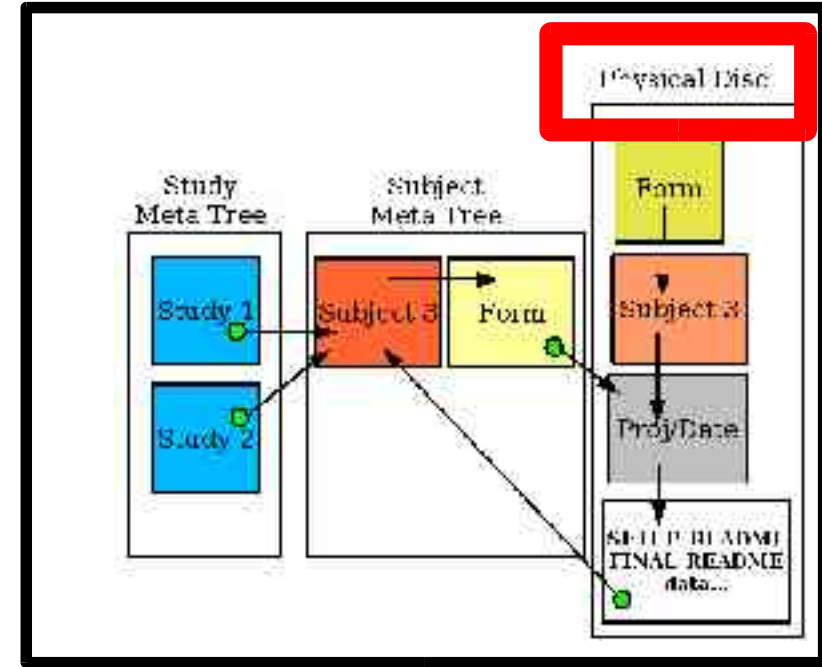 Physical Disc
Study
Meta Tree
Subject
Meta Tree
Form
Study 1
Subject 3
Form
Subject 3
Study 2
Proj/Date
SETUP README
FINAL README
data...